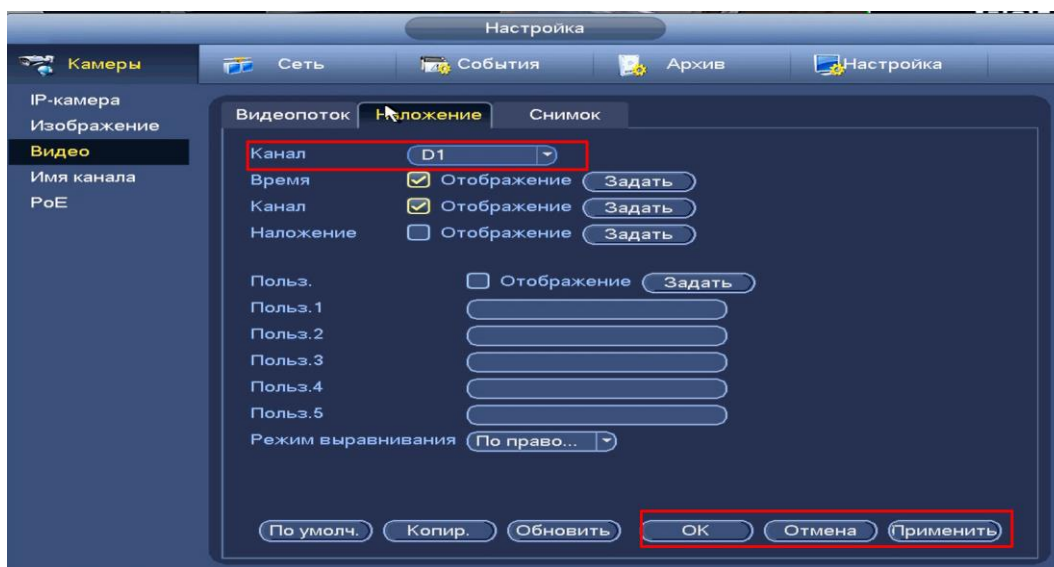 Настройка
Камеры Сеть События Архив Настройка
IP-камера
Изображение
Видео
Имя канала
PoE
Видеопоток Наложение Снимок
Канал D1
Время Отображение Задать
Канал Отображение Задать
Наложение Отображение Задать
Польз. Отображение Задать
Польз.1
Польз.2
Польз.3
Польз.4
Польз.5
Режим выравнивания По право...
По умолч. Копир. Обновить OK Отмена Применить